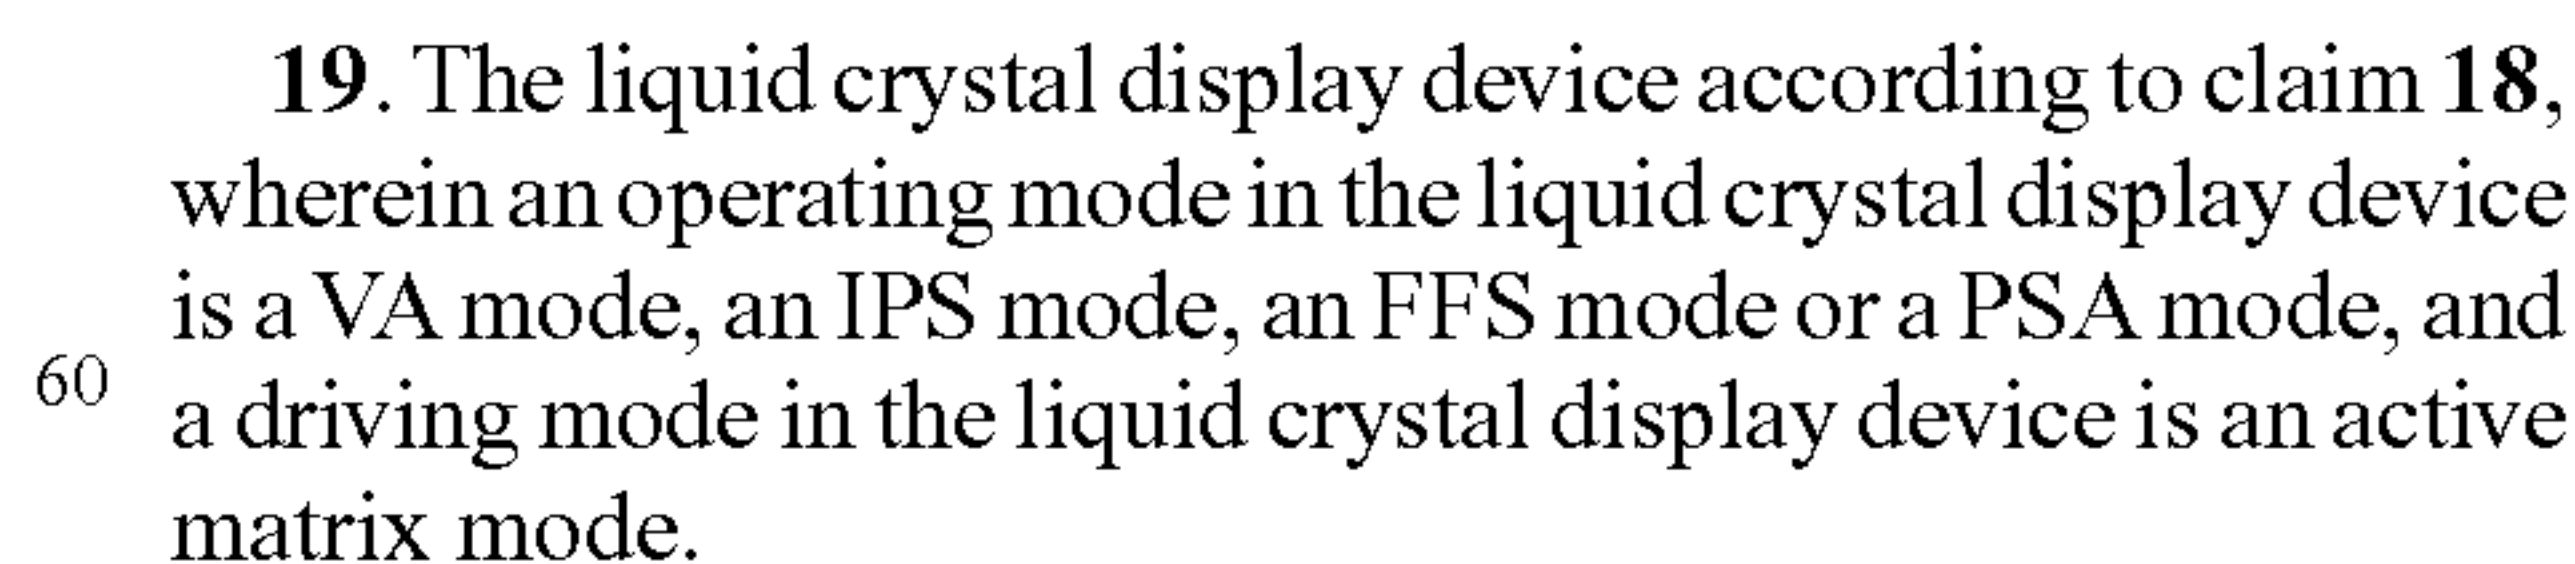 19. The liquid crystal display device according to claim 18,
wherein an operating mode in the liquid crystal display device
is a VA mode, an IPS mode, an FFS mode or a PSA mode, and
60 a driving mode in the liquid crystal display device is an active
matrix mode.